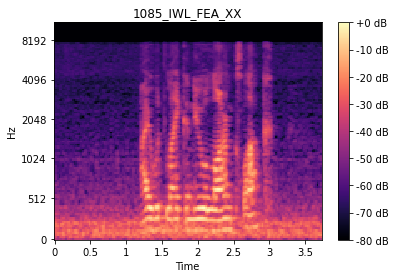 1085_IWL_FEA_XX
+0 dB
8192
-10 dB
4096
-20 dB
-30 dB
2048
Hz
-40 dB
1024
-50 dB
512
-60 dB
-70 dB
0
-80 dB
0 0.5 1 1.5 2 2.5 3 3.5
Time